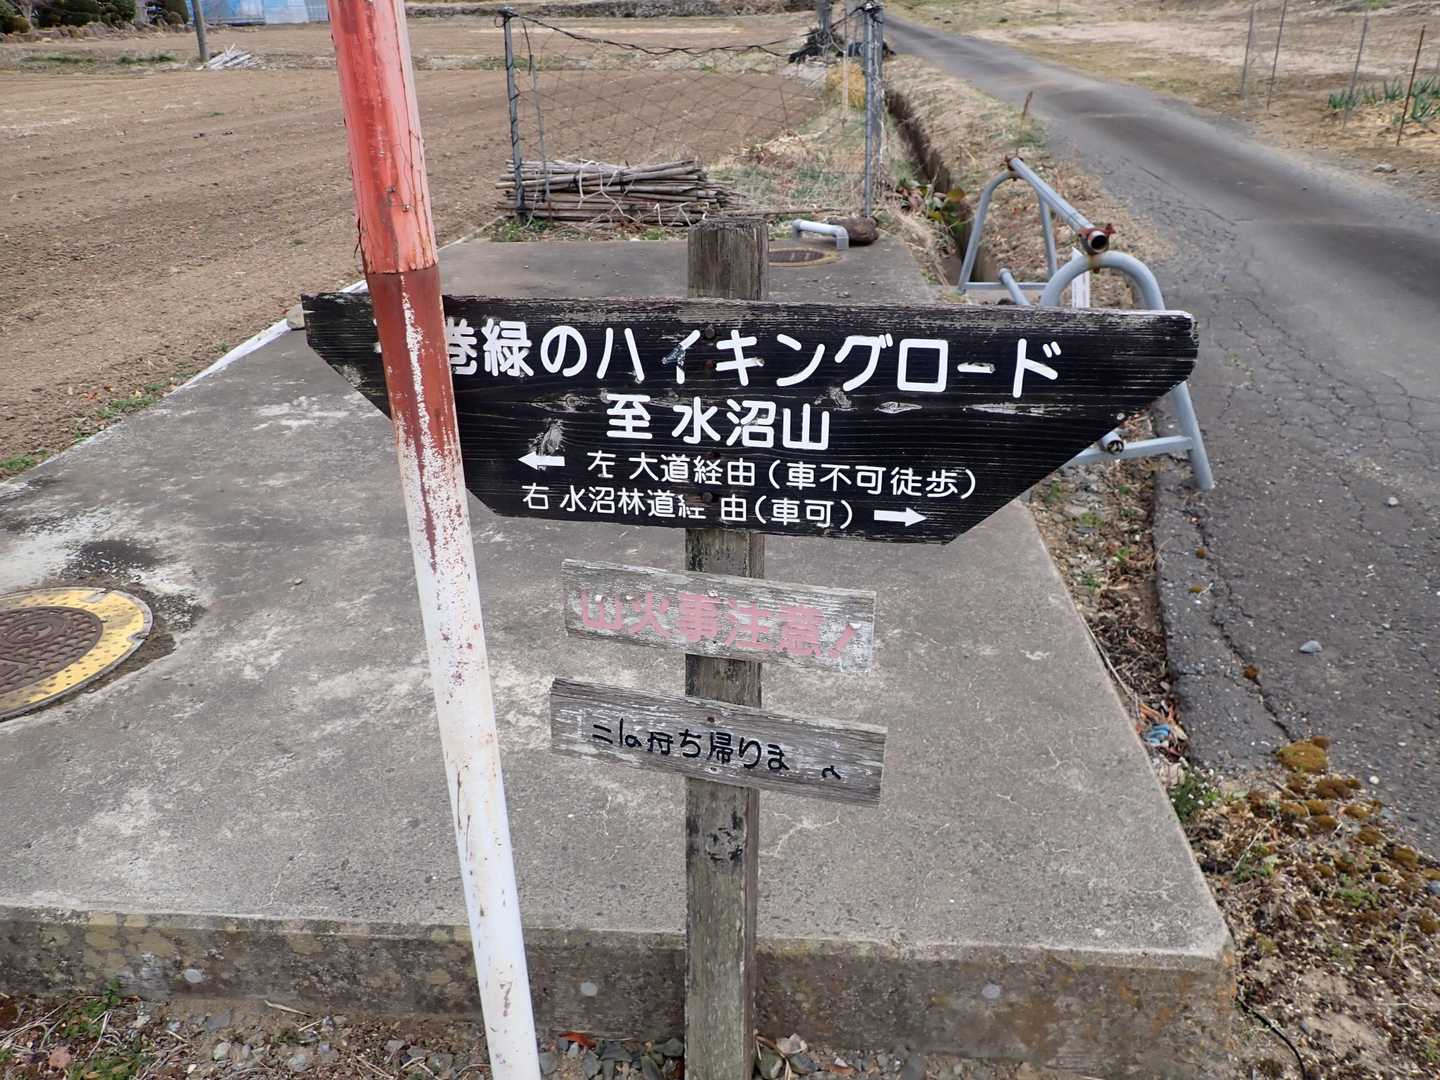 巻緑のハイキングロード
至 水沼山
← 左 大道経由(車不可徒歩)
右 水沼林道経由(車可) →
山火事注意!
持ち帰りま